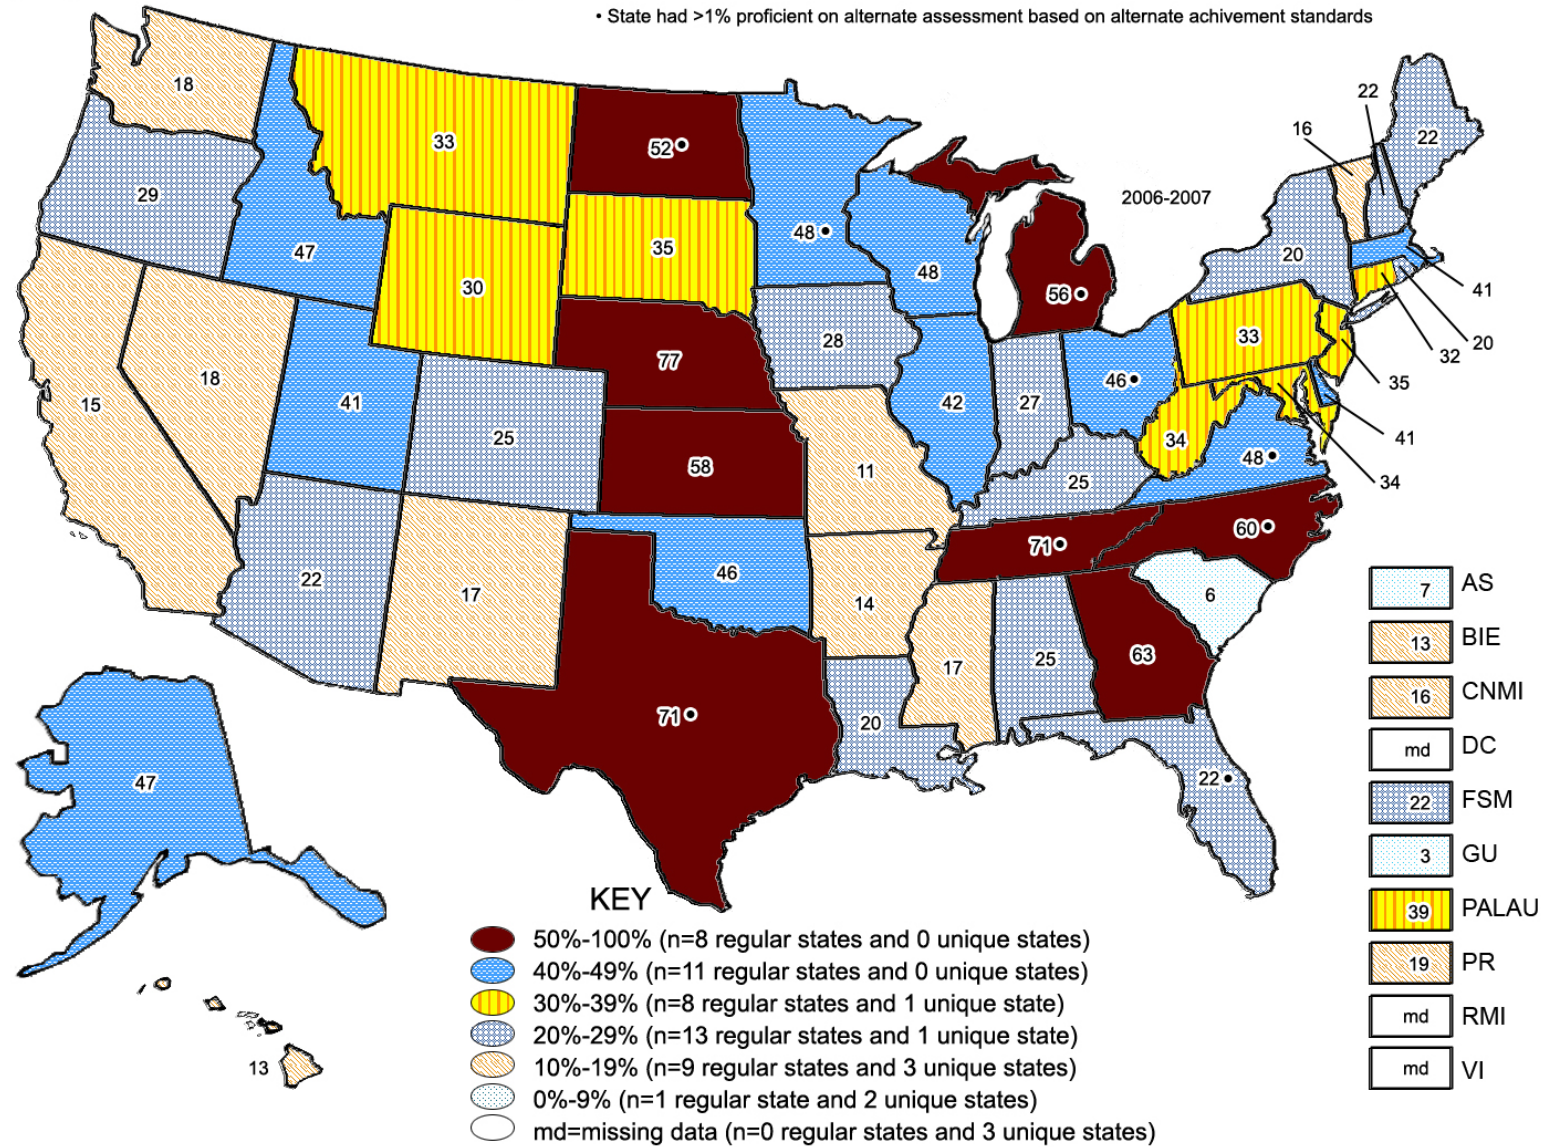 • State had >1% proficient on alternate assessment based on alternate achivement standards
18
33
52•
22
16
22
29
2006-2007
47
48•
35
20
48
30
56•
41
28
33
20
77
32
18
46•
35
15
41
42
27
25
34
41
11
58
48•
25
34
60•
71•
46
22
7 AS
17
14
6
13 BIE
63
25
17
16 CNMI
71•
20
md DC
47
22•
22 FSM
3 GU
KEY
39 PALAU
50%-100% (n=8 regular states and 0 unique states)
40%-49% (n=11 regular states and 0 unique states)
19 PR
30%-39% (n=8 regular states and 1 unique state)
md RMI
20%-29% (n=13 regular states and 1 unique state)
13
10%-19% (n=9 regular states and 3 unique states)
md VI
0%-9% (n=1 regular state and 2 unique states)
md=missing data (n=0 regular states and 3 unique states)